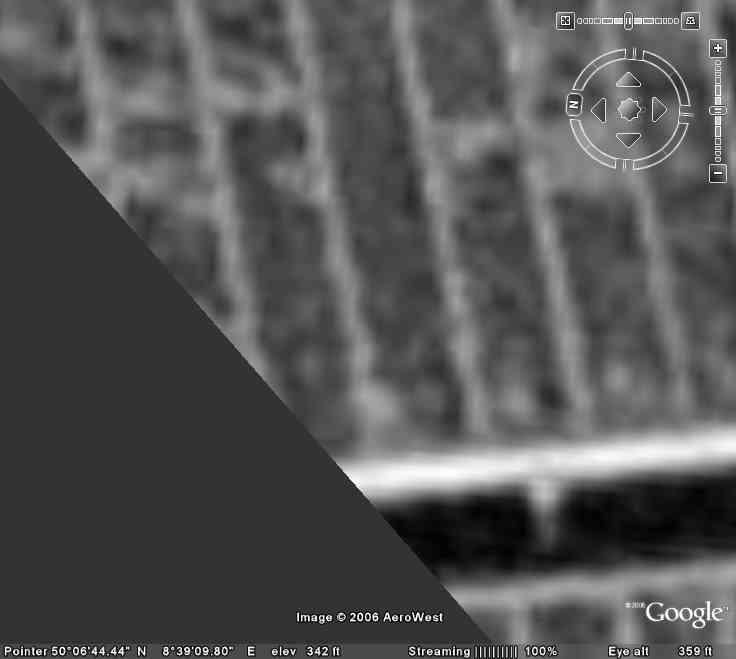 N
Image © 2006 AeroWest
© 2006 Google™
Pointer 50°06'44.44" N 8°39'09.80" E elev 342 ft Streaming |||||||||| 100% Eye alt 359 ft